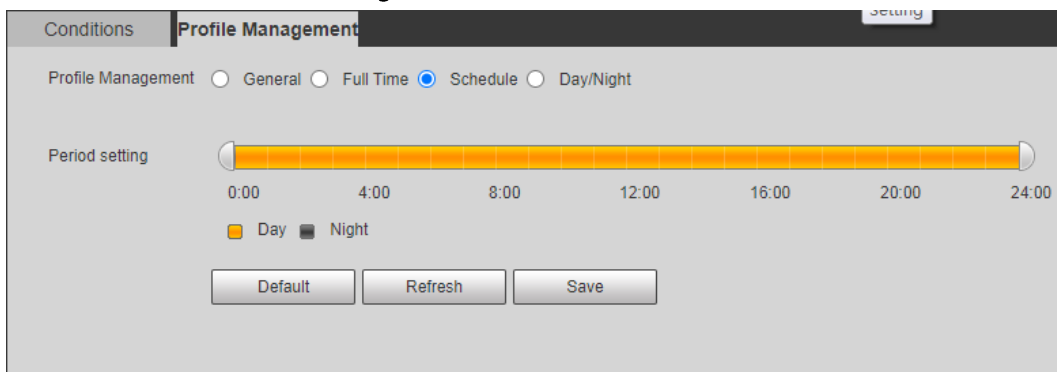 Conditions Profile Management
Setting
Profile Management General Full Time Schedule Day/Night
Period setting
0:00 4:00 8:00 12:00 16:00 20:00 24:00
Day Night
Default Refresh Save